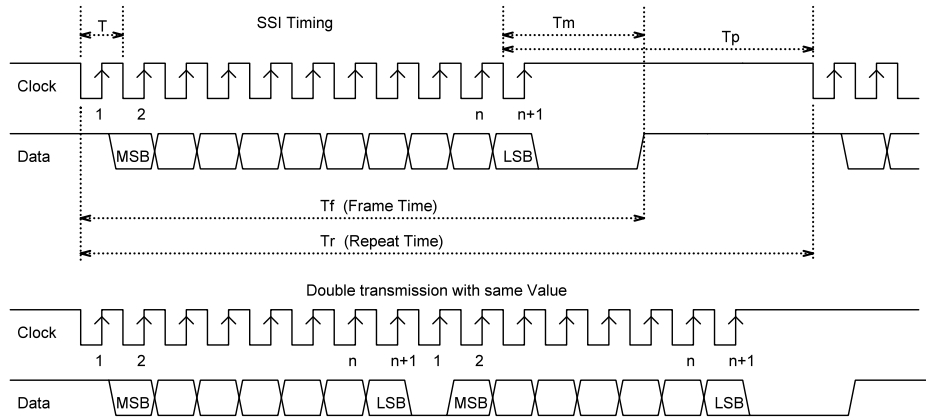 T SSI Timing Tm
Tp
Clock
1 2 n n+1
Data MSB LSB
Tf (Frame Time)
Tr (Repeat Time)
Double transmission with same Value
Clock
1 2 n n+1 1 2 n n+1
Data MSB LSB MSB LSB